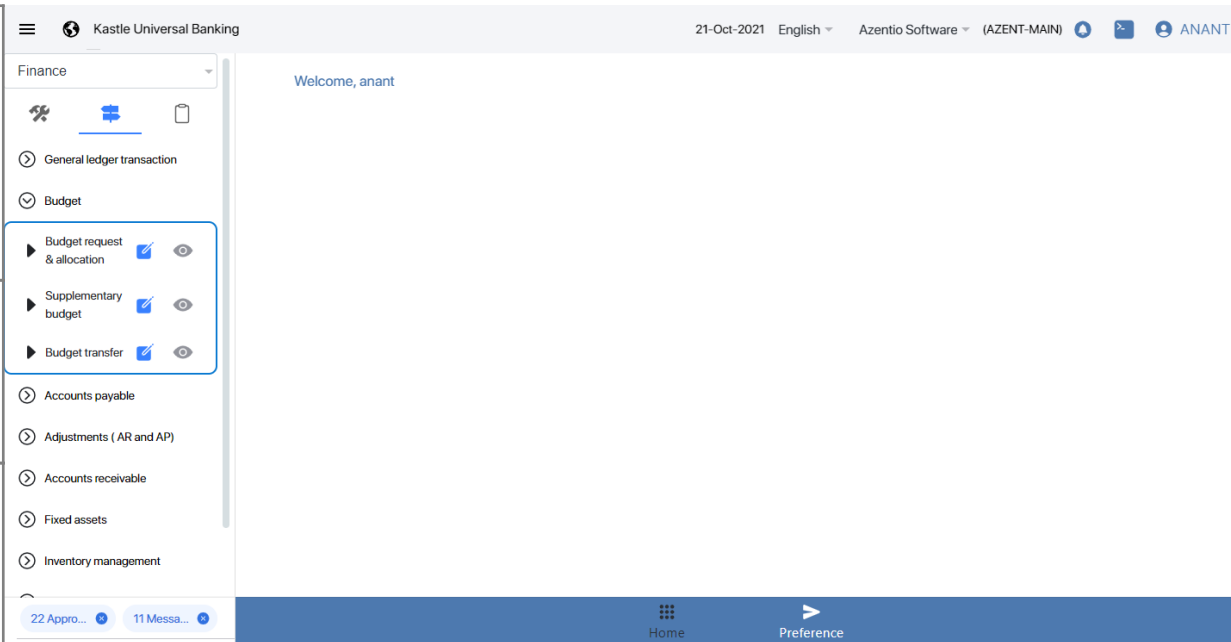 Kastle Universal Banking
21-Oct-2021 English Azentio Software (AZENT-MAIN) ANANT
Finance
Welcome, anant
General ledger transaction
Budget
Budget request
& allocation
Supplementary
budget
Budget transfer
Accounts payable
Adjustments ( AR and AP)
Accounts receivable
Fixed assets
Inventory management
22 Appro...
11 Messa...
Home
Preference